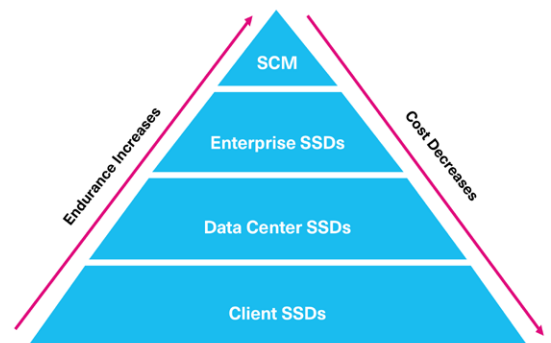 SCM
Enterprise SSDs
Data Center SSDs
Client SSDs
Endurance Increases
Cost Decreases